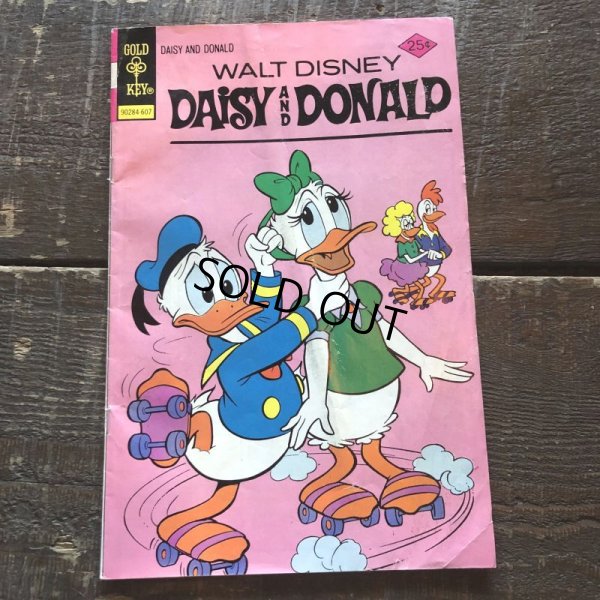 GOLD
KEY®
90284-607
DAISY AND DONALD
25¢
WALT DISNEY
DAISY AND DONALD
SOLD OUT